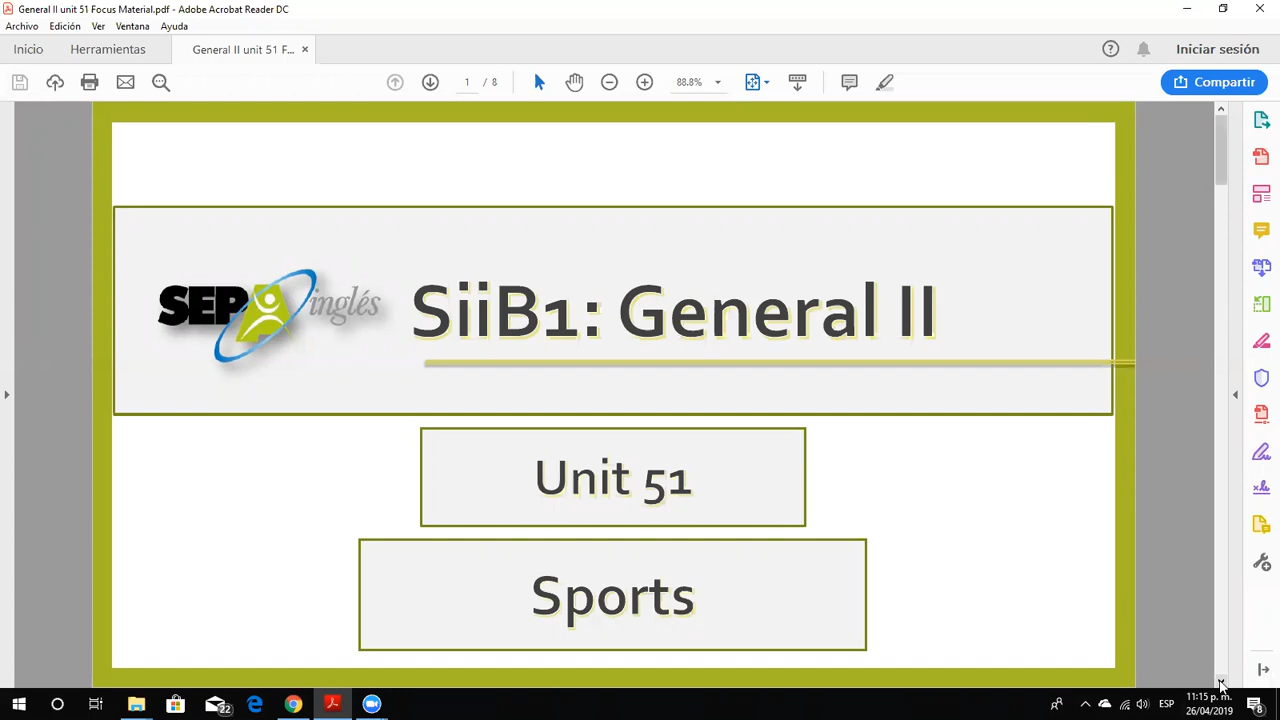 General II unit 51 Focus Material.pdf - Adobe Acrobat Reader DC
Archivo Edición Ver Ventana Ayuda
Inicio Herramientas General II unit 51 F... × Iniciar sesión
1 / 8 88.8% Compartir
SEP inglés SiiB1: General II
Unit 51
Sports
22 ESP 11:15 p. m.
26/04/2019 8